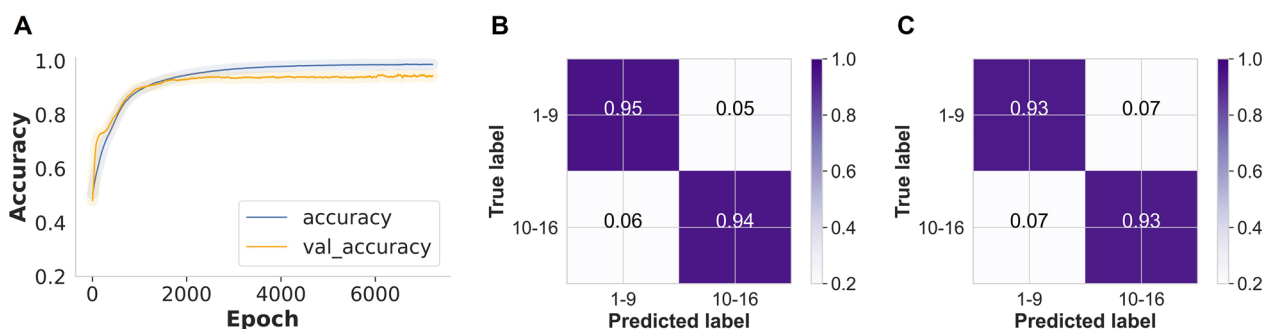 A
Accuracy
1.0
0.8
0.6
0.4
0.2
0 2000 4000 6000
Epoch
accuracy
val_accuracy
B
True label
1-9
10-16
0.95 0.05
0.06 0.94
1-9 10-16
Predicted label
1.0
0.8
0.6
0.4
0.2
C
True label
1-9
10-16
0.93 0.07
0.07 0.93
1-9 10-16
Predicted label
1.0
0.8
0.6
0.4
0.2